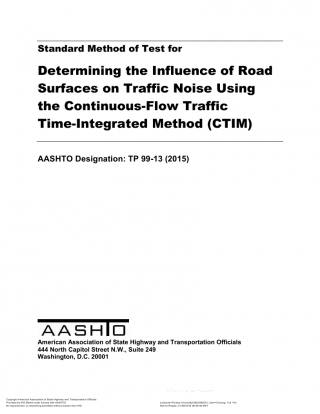 Standard Method of Test for
Determining the Influence of Road
Surfaces on Traffic Noise Using
the Continuous-Flow Traffic
Time-Integrated Method (CTIM)
AASHTO Designation: TP 99-13 (2015)
AASHTO
American Association of State Highway and Transportation Officials
444 North Capitol Street N.W., Suite 249
Washington, D.C. 20001